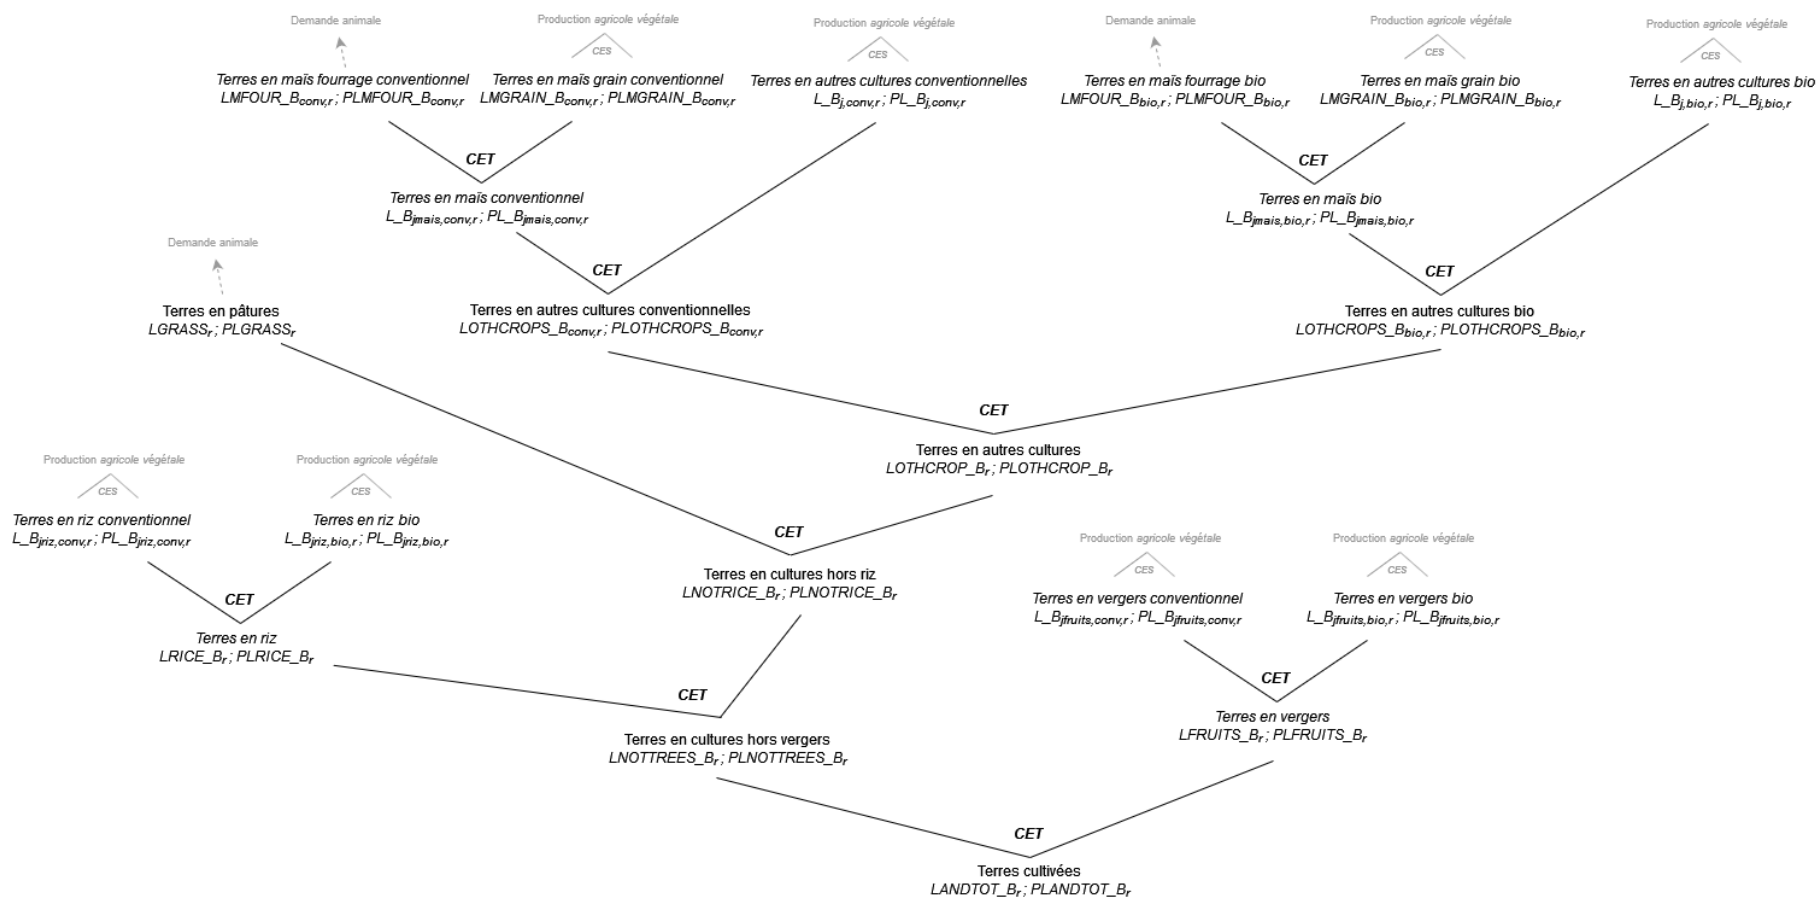 Demande animale
Production agricole végétale
Production agricole végétale
Demande animale
Production agricole végétale
Production agricole végétale
CES
CES
CES
CES
Terres en maïs fourrage conventionnel
LMFOUR_Bconv,r ; PLMFOUR_Bconv,r
Terres en maïs grain conventionnel
LMGRAIN_Bconv,r ; PLMGRAIN_Bconv,r
Terres en autres cultures conventionnelles
L_Bj,conv,r ; PL_Bj,conv,r
Terres en maïs fourrage bio
LMFOUR_Bbio,r ; PLMFOUR_Bbio,r
Terres en maïs grain bio
LMGRAIN_Bbio,r ; PLMGRAIN_Bbio,r
Terres en autres cultures bio
L_Bj,bio,r ; PL_Bj,bio,r
CET
CET
Terres en maïs conventionnel
L_Bjmais,conv,r ; PL_Bjmais,conv,r
Terres en maïs bio
L_Bjmais,bio,r ; PL_Bjmais,bio,r
Demande animale
CET
CET
Terres en pâtures
LGRASSr ; PLGRASSr
Terres en autres cultures conventionnelles
LOTHCROPS_Bconv,r ; PLOTHCROPS_Bconv,r
Terres en autres cultures bio
LOTHCROPS_Bbio,r ; PLOTHCROPS_Bbio,r
CET
Terres en autres cultures
LOTHCROP_Br ; PLOTHCROP_Br
Production agricole végétale
Production agricole végétale
CES
CES
Terres en riz conventionnel
L_Bjriz,conv,r ; PL_Bjriz,conv,r
Terres en riz bio
L_Bjriz,bio,r ; PL_Bjriz,bio,r
CET
Production agricole végétale
Production agricole végétale
CES
CES
Terres en cultures hors riz
LNOTRICE_Br ; PLNOTRICE_Br
Terres en vergers conventionnel
L_Bjfruits,conv,r ; PL_Bjfruits,conv,r
Terres en vergers bio
L_Bjfruits,bio,r ; PL_Bjfruits,bio,r
CET
Terres en riz
LRICE_Br ; PLRICE_Br
CET
CET
Terres en vergers
LFRUITS_Br ; PLFRUITS_Br
Terres en cultures hors vergers
LNOTTREES_Br ; PLNOTTREES_Br
CET
Terres cultivées
LANDTOT_Br ; PLANDTOT_Br